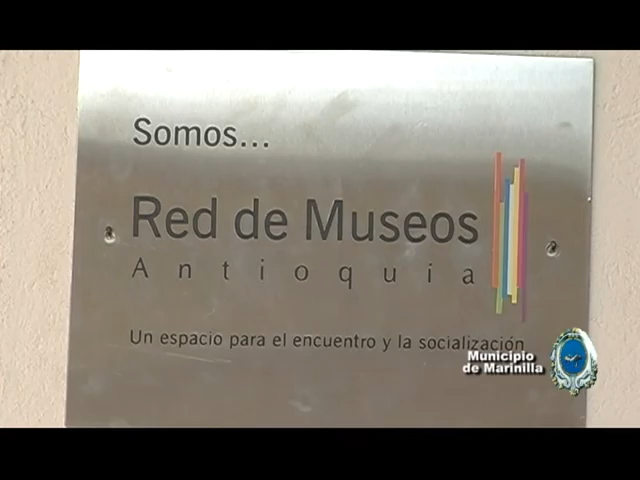 Somos...
Red de Museos
Antioquia
Un espacio para el encuentro y la socialización
Municipio
de Marinilla